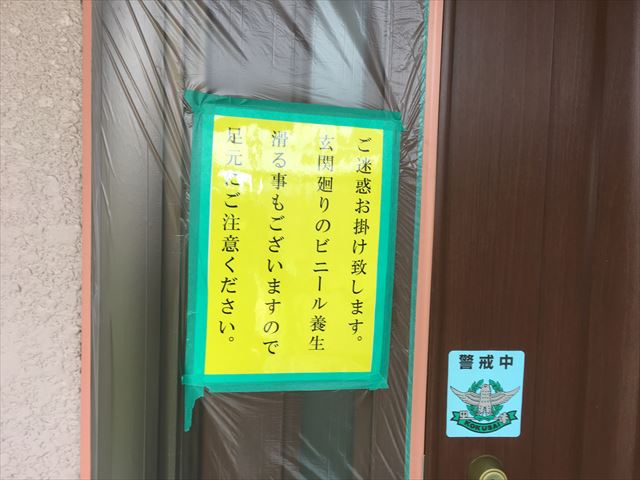 ご迷惑お掛け致します。
玄関廻りのビニール養生
滑る事もございますので
足元にご注意ください。
警戒中
KOKUSAI